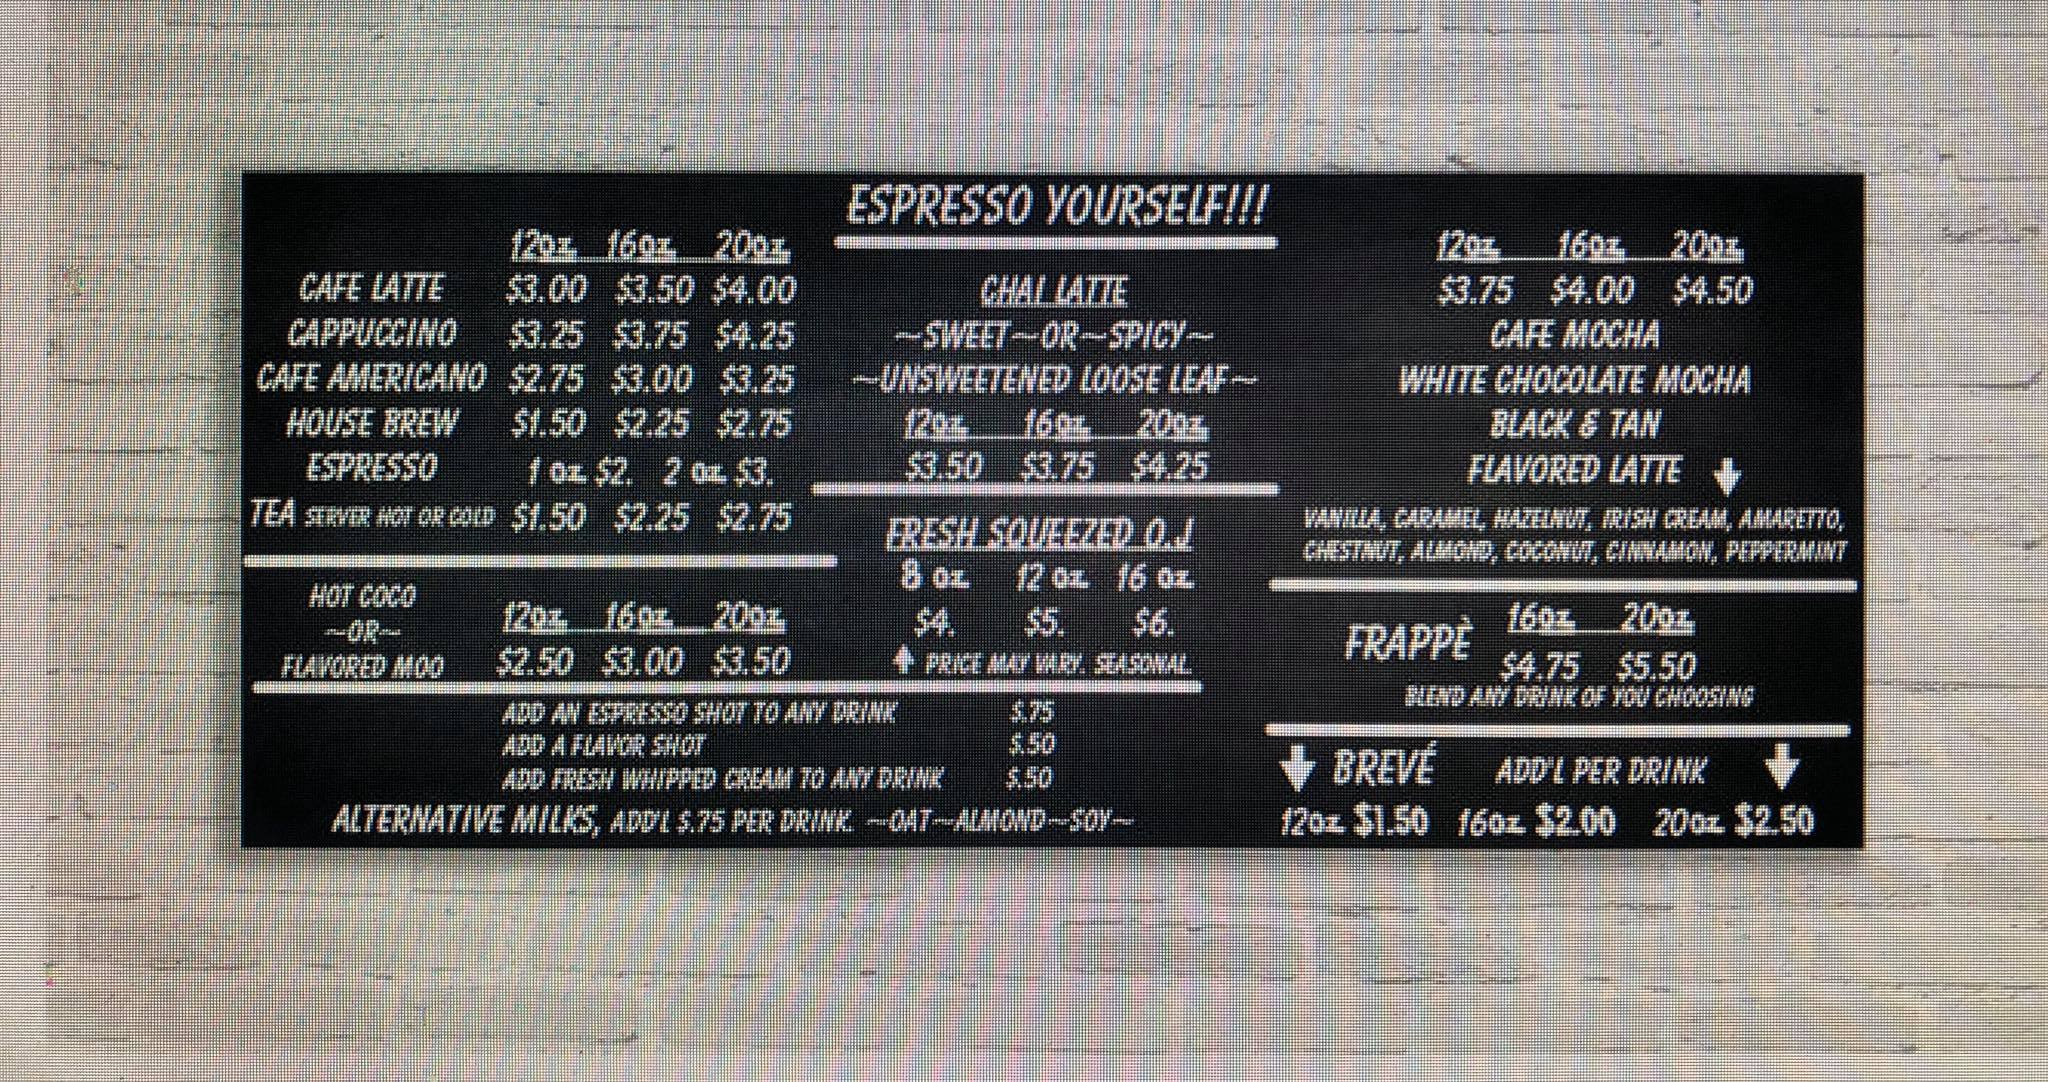 ESPRESSO YOURSELF!!!
12oz. 16oz. 20oz.
CAFE LATTE $3.00 $3.50 $4.00
CAPPUCCINO $3.25 $3.75 $4.25
CAFE AMERICANO $2.75 $3.00 $3.25
HOUSE BREW $1.50 $2.25 $2.75
ESPRESSO 1 oz. $2. 2 oz. $3.
TEA SERVER HOT OR COLD $1.50 $2.25 $2.75
HOT COCO
~OR~
FLAVORED MOO
12oz. 16oz. 20oz.
$2.50 $3.00 $3.50
CHAI LATTE
~SWEET~OR~SPICY~
~UNSWEETENED LOOSE LEAF~
12oz. 16oz. 20oz.
$3.50 $3.75 $4.25
FRESH SQUEEZED O.J
8 oz. 12 oz. 16 oz.
$4. $5. $6.
PRICE MAY VARY. SEASONAL.
ADD AN ESPRESSO SHOT TO ANY DRINK $.75
ADD A FLAVOR SHOT $.50
ADD FRESH WHIPPED CREAM TO ANY DRINK $.50
ALTERNATIVE MILKS, ADD'L $.75 PER DRINK. ~OAT~ALMOND~SOY~
12oz. 16oz. 20oz.
$3.75 $4.00 $4.50
CAFE MOCHA
WHITE CHOCOLATE MOCHA
BLACK & TAN
FLAVORED LATTE
VANILLA, CARAMEL, HAZELNUT, IRISH CREAM, AMARETTO,
CHESTNUT, ALMOND, COCONUT, CINNAMON, PEPPERMINT
16oz. 20oz.
FRAPPÈ
$4.75 $5.50
BLEND ANY DRINK OF YOU CHOOSING
BREVÉ ADD'L PER DRINK
12oz. $1.50 16oz. $2.00 20oz. $2.50